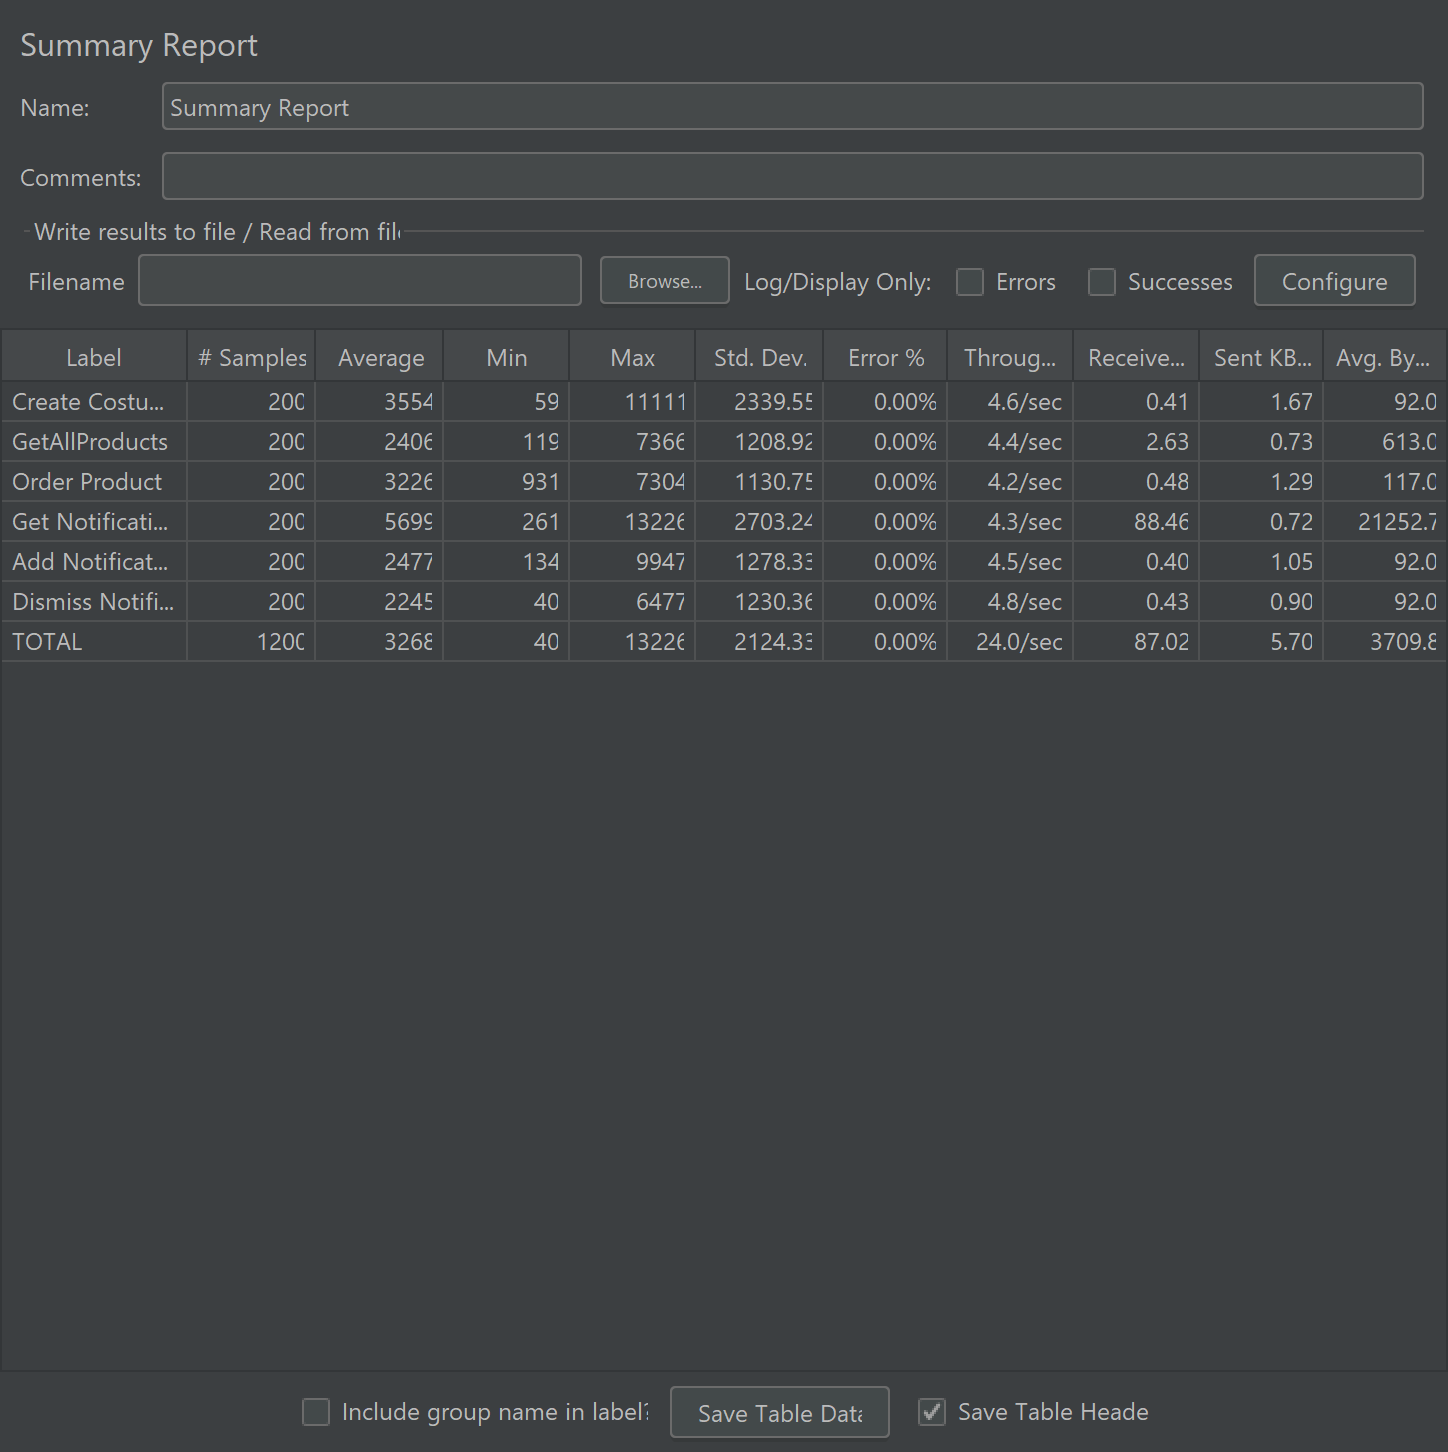 Summary Report
Name: Summary Report
Comments:
Write results to file / Read from file
Filename Browse... Log/Display Only: Errors Successes Configure
Label # Samples Average Min Max Std. Dev. Error % Throug... Receive... Sent KB... Avg. By...
Create Costu... 200 3554 59 11111 2339.55 0.00% 4.6/sec 0.41 1.67 92.0
GetAllProducts 200 2406 119 7366 1208.92 0.00% 4.4/sec 2.63 0.73 613.0
Order Product 200 3226 931 7304 1130.75 0.00% 4.2/sec 0.48 1.29 117.0
Get Notificati... 200 5699 261 13226 2703.24 0.00% 4.3/sec 88.46 0.72 21252.7
Add Notificat... 200 2477 134 9947 1278.33 0.00% 4.5/sec 0.40 1.05 92.0
Dismiss Notifi... 200 2245 40 6477 1230.36 0.00% 4.8/sec 0.43 0.90 92.0
TOTAL 1200 3268 40 13226 2124.33 0.00% 24.0/sec 87.02 5.70 3709.8
Include group name in label? Save Table Data Save Table Heade